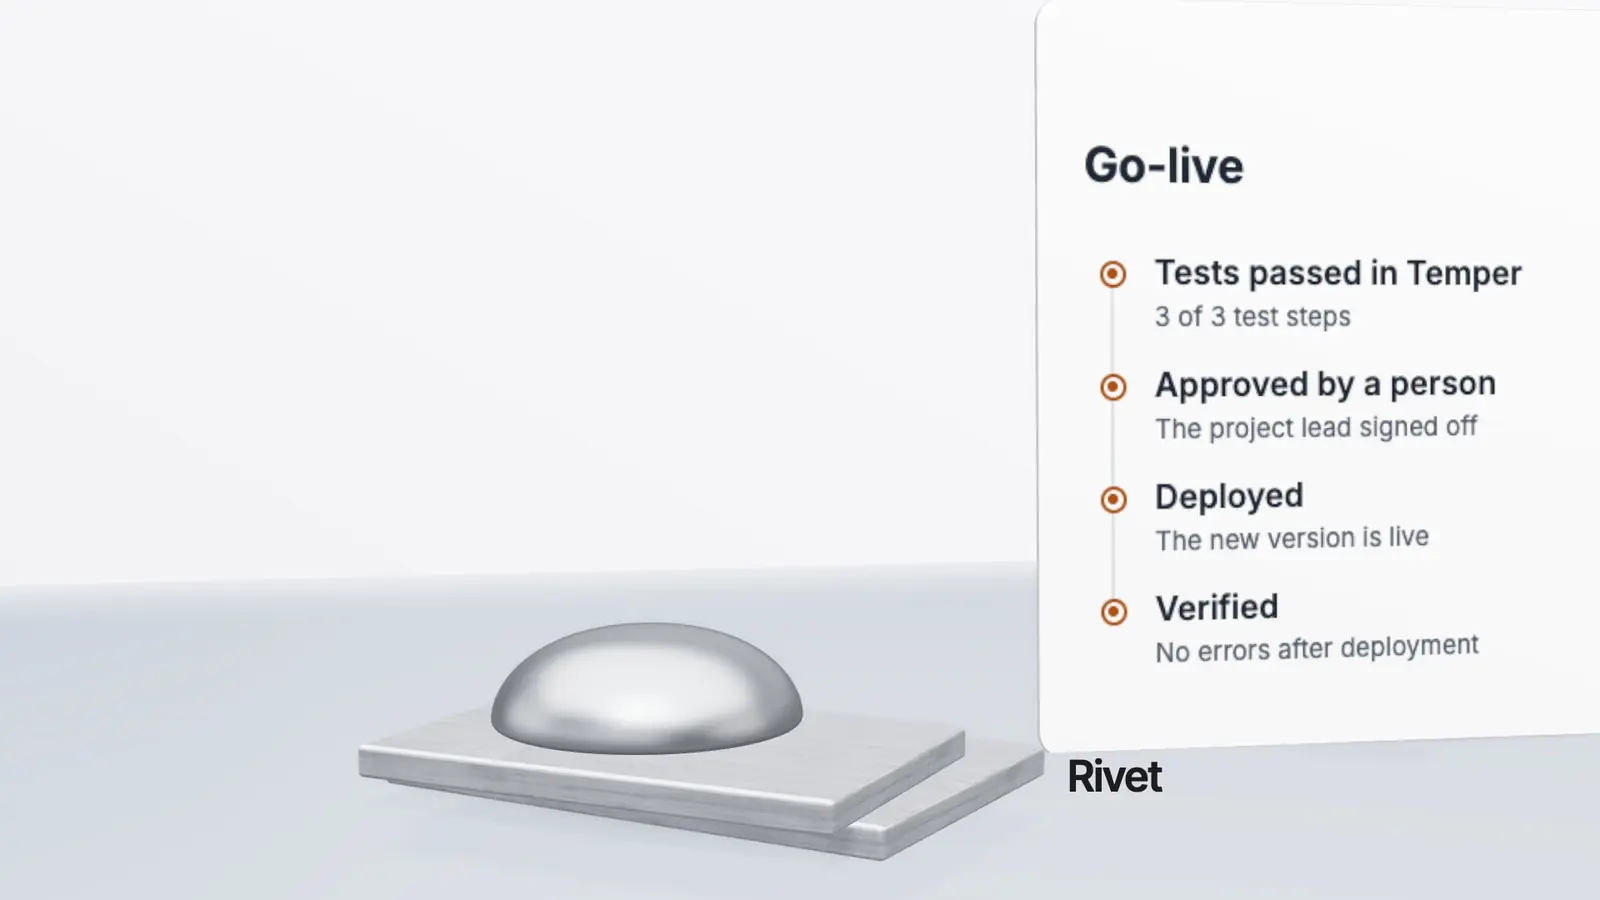 Go-live
Tests passed in Temper
3 of 3 test steps
Approved by a person
The project lead signed off
Deployed
The new version is live
Verified
No errors after deployment
Rivet